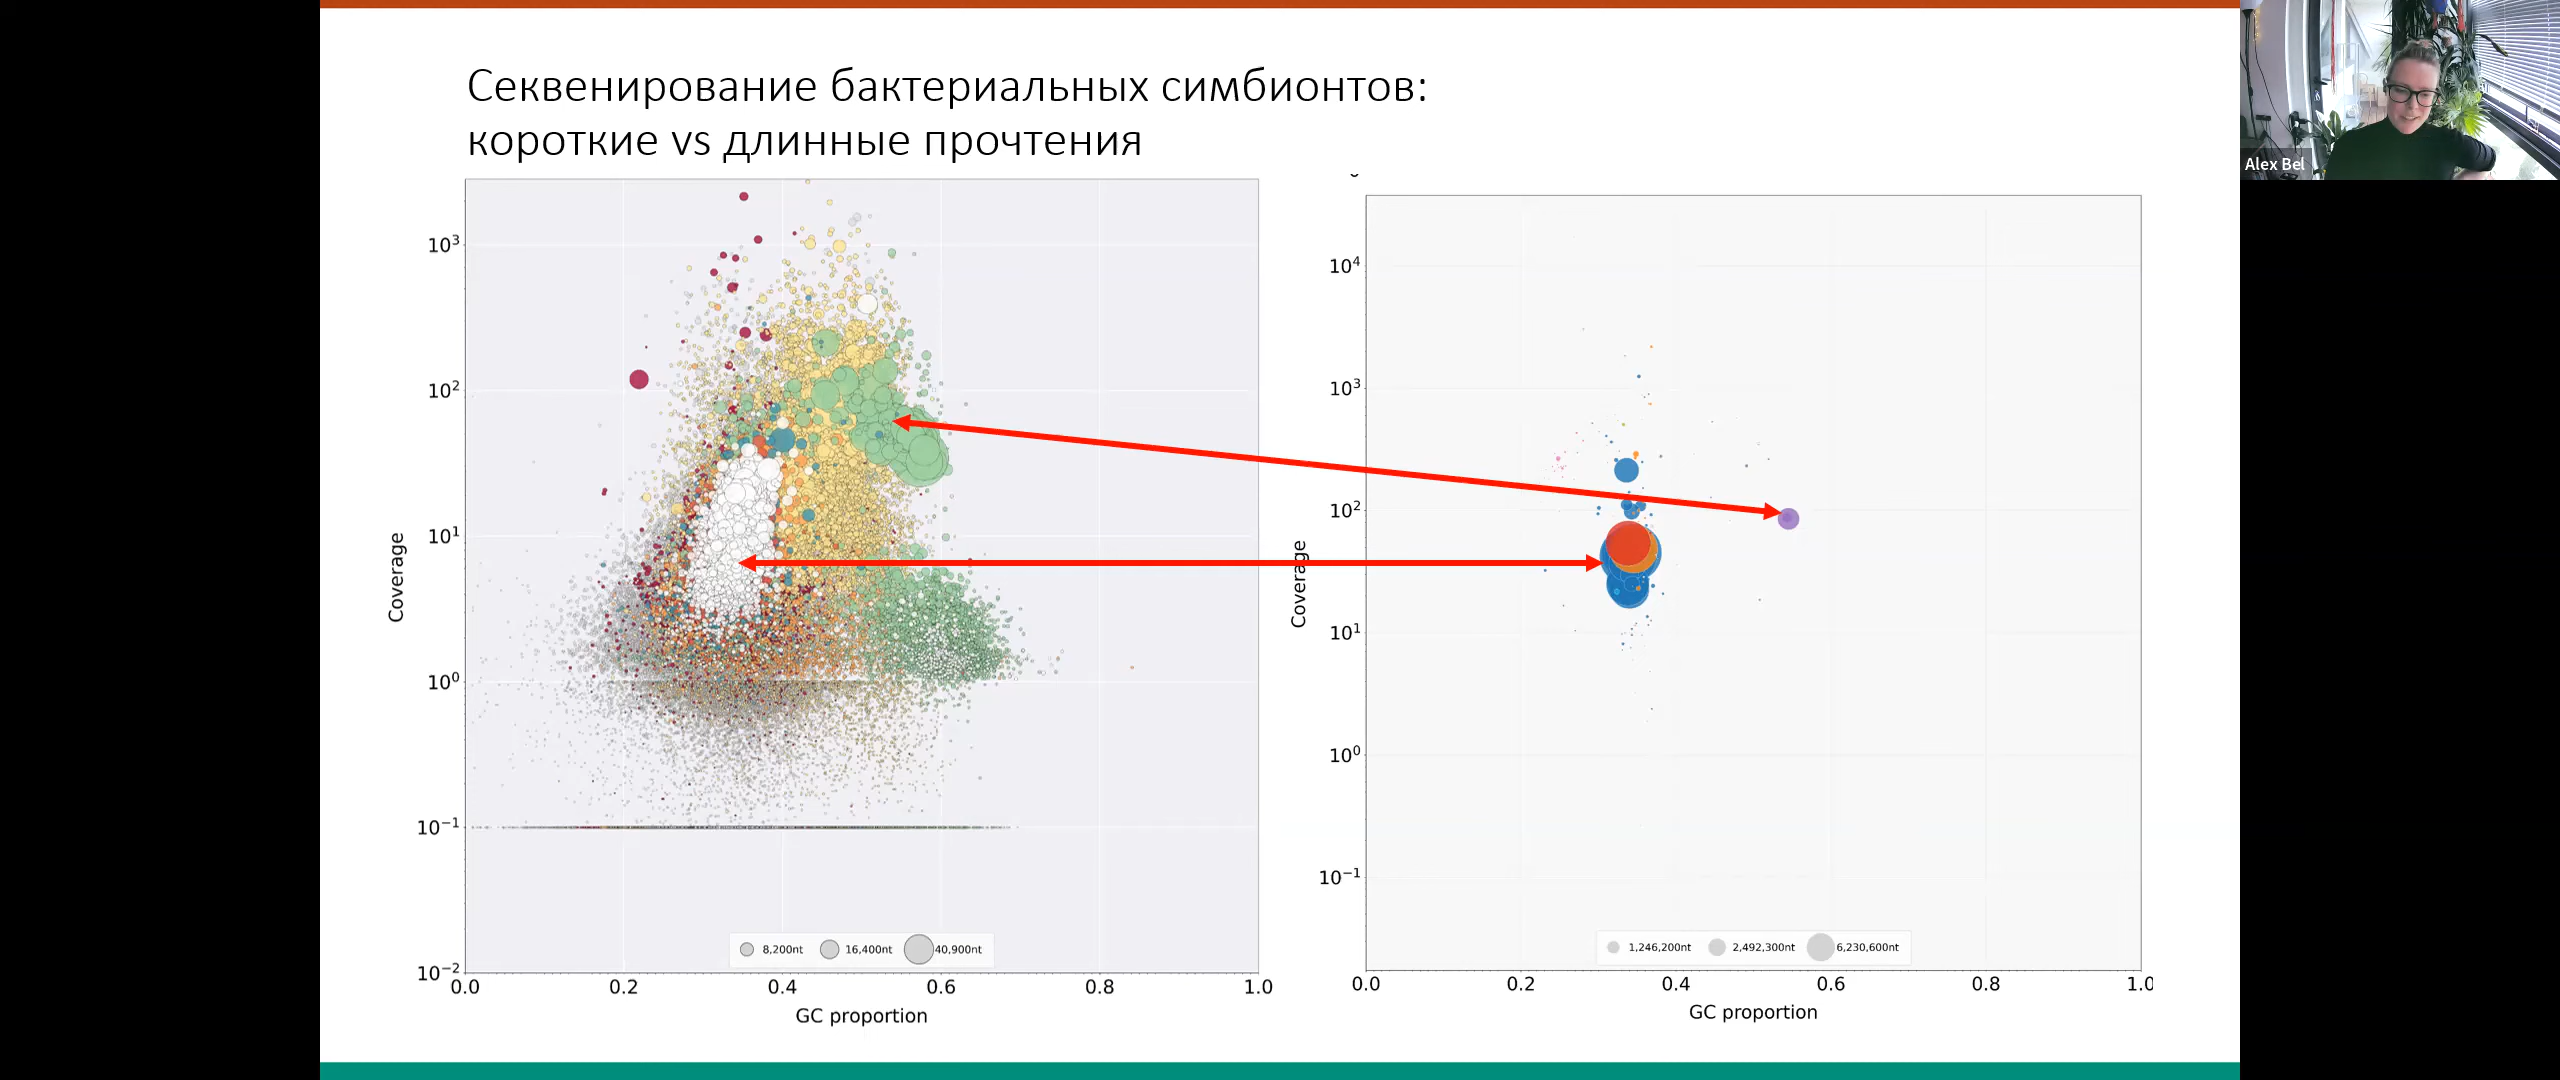 Секвенирование бактериальных симбионтов:
короткие vs длинные прочтения
Alex Bel
10³
10²
10¹
10⁰
10⁻¹
10⁻²
Coverage
0.0 0.2 0.4 0.6 0.8 1.0
GC proportion
8,200nt 16,400nt 40,900nt
10⁴
10³
10²
10¹
10⁰
10⁻¹
Coverage
0.0 0.2 0.4 0.6 0.8 1.0
GC proportion
1,246,200nt 2,492,300nt 6,230,600nt